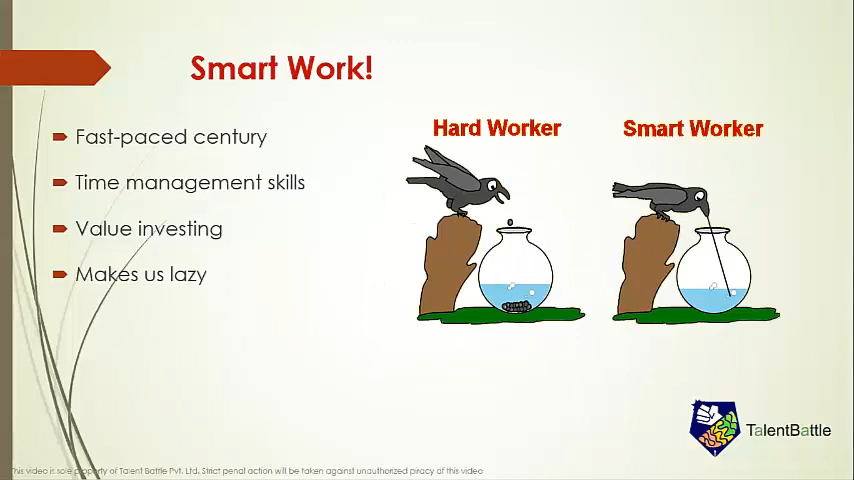 Smart Work!
Fast-paced century
Time management skills
Value investing
Makes us lazy
Hard Worker
Smart Worker
TalentBattle
This video is sole property of Talent Battle Pvt. Ltd. Strict penal action will be taken against unauthorized piracy of this video